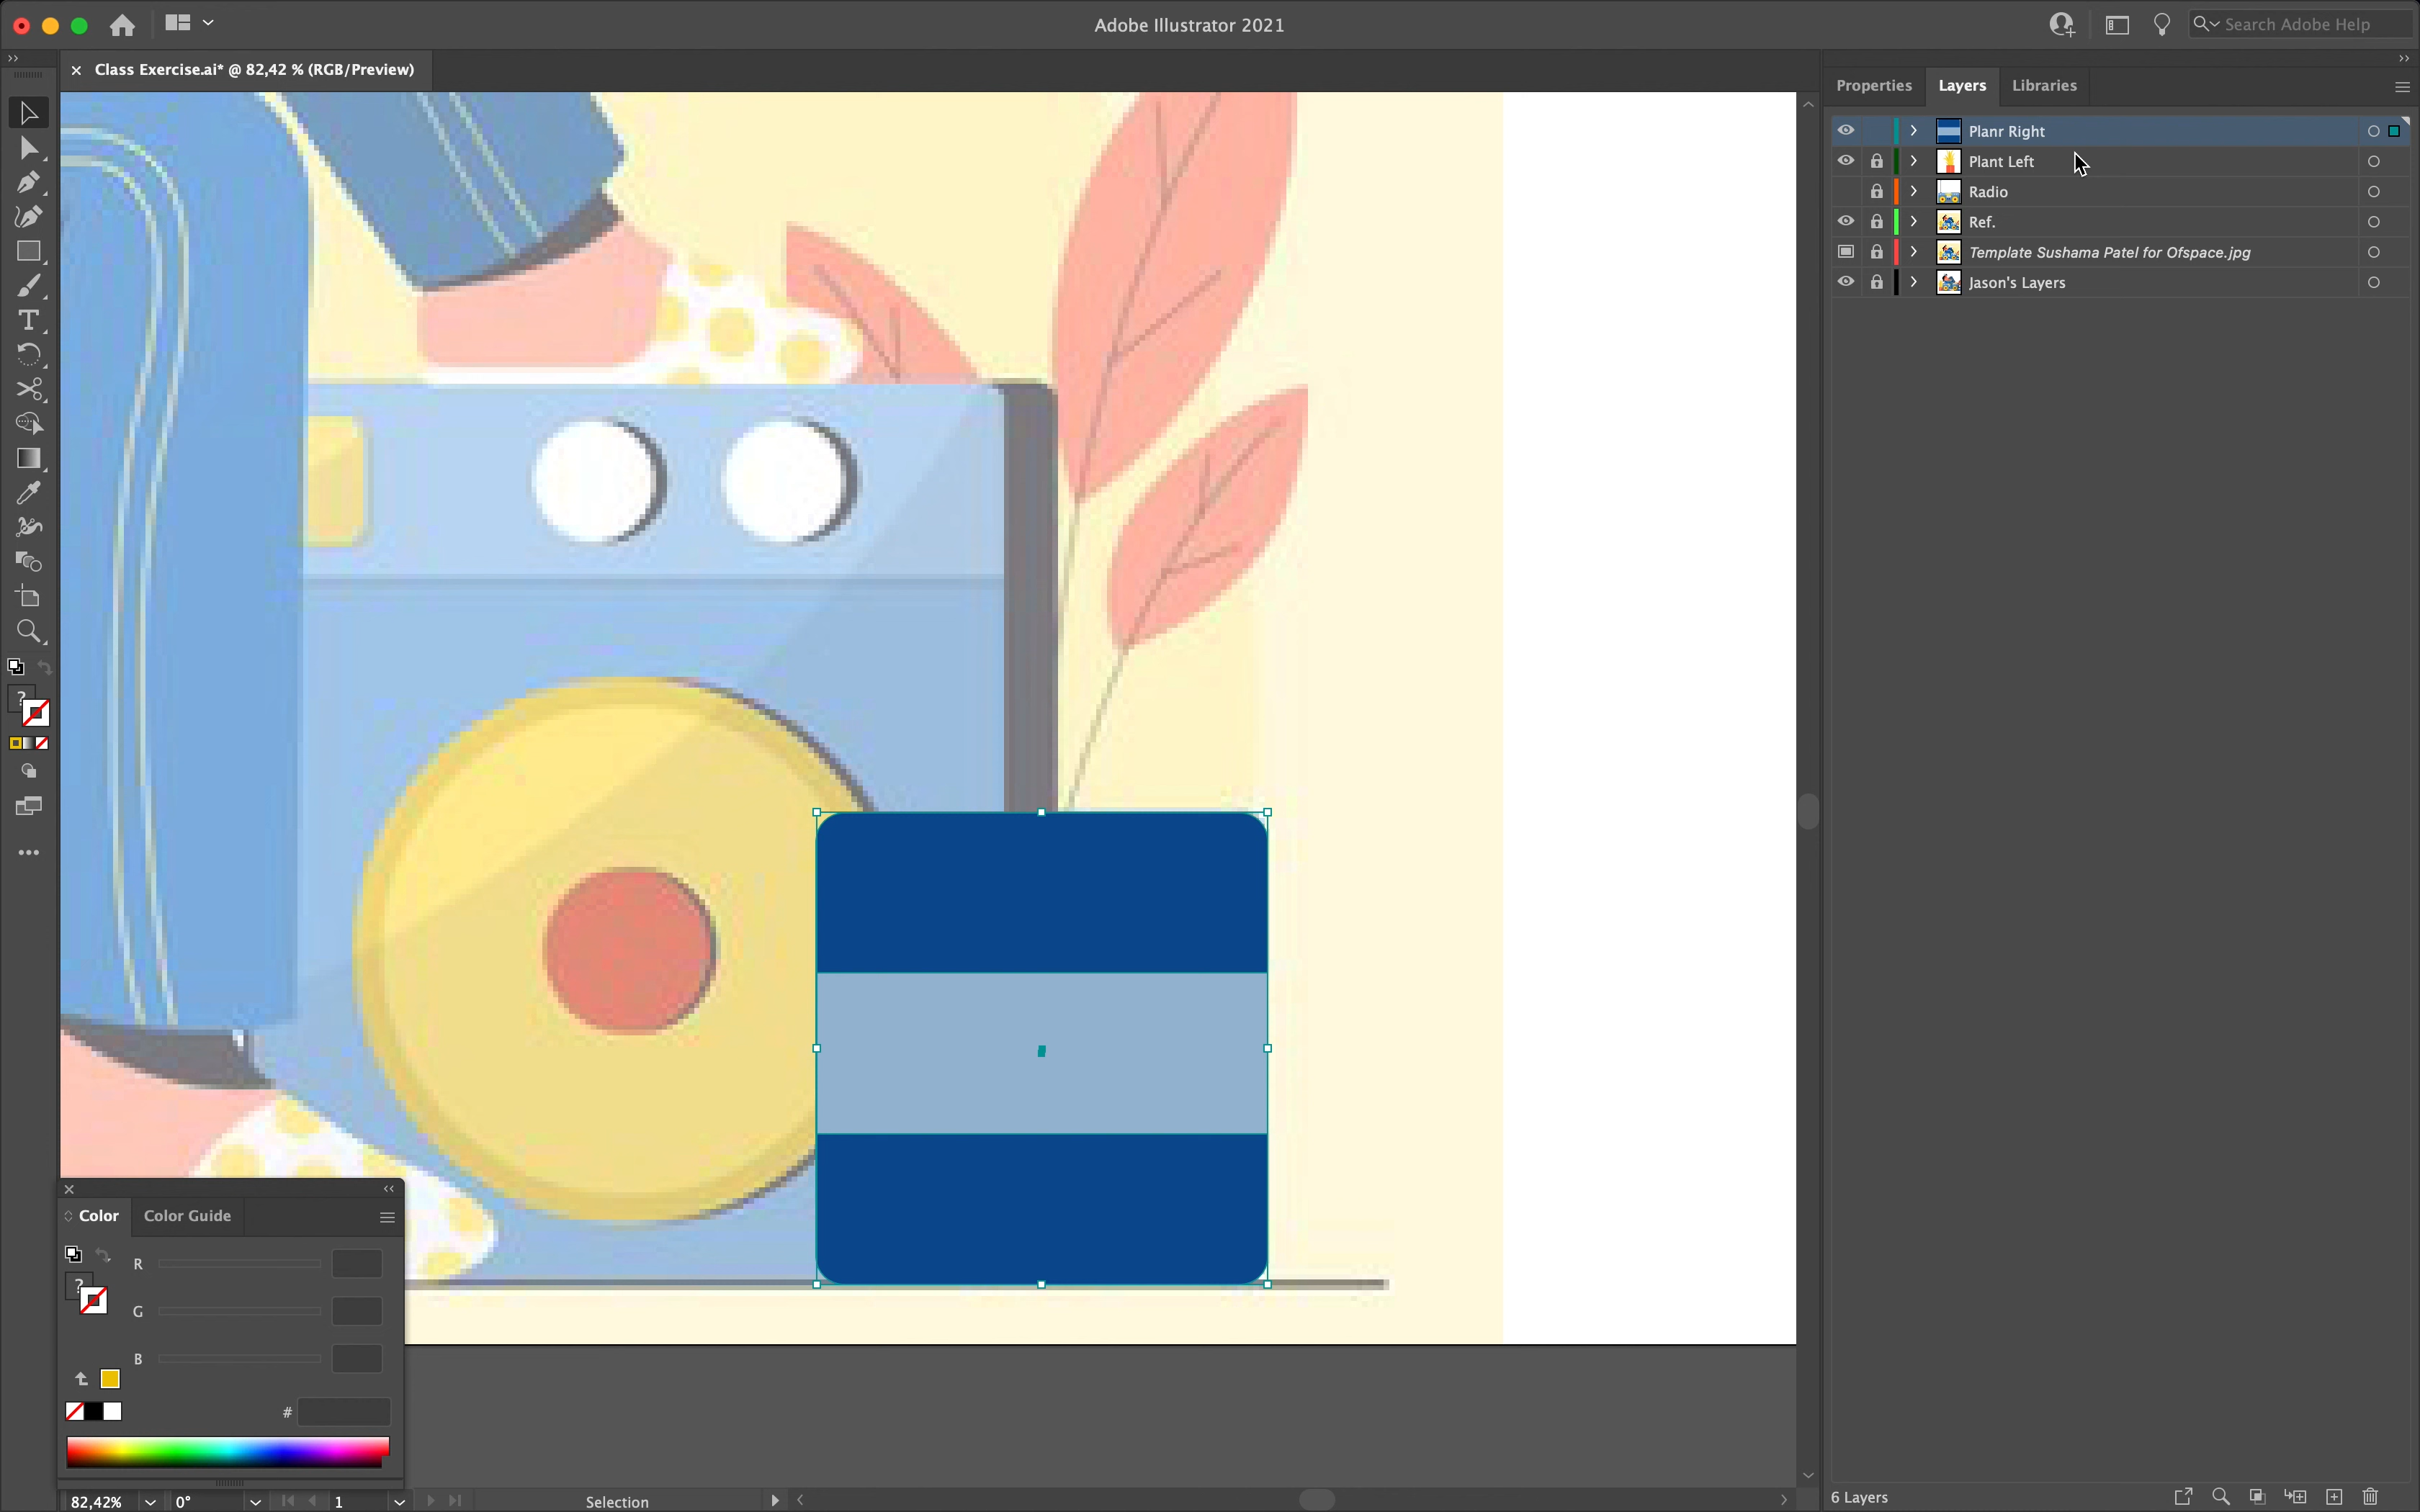 Adobe Illustrator 2021
Search Adobe Help
Class Exercise.ai* @ 82,42 % (RGB/Preview)
Properties
Layers
Libraries
Planr Right
Plant Left
Radio
Ref.
Template Sushama Patel for Ofspace.jpg
Jason's Layers
?
Color
Color Guide
R
?
G
B
#
82,42%
0°
1
Selection
6 Layers